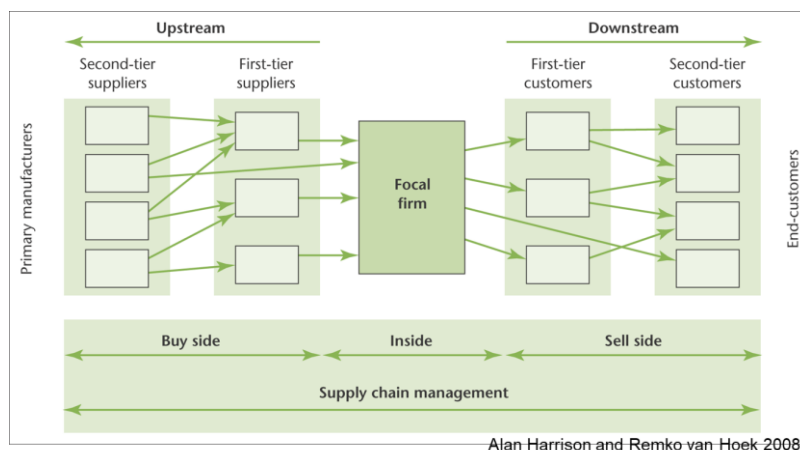 Upstream
Downstream
Second-tier
suppliers
First-tier
suppliers
First-tier
customers
Second-tier
customers
Primary manufacturers
Focal
firm
End-customers
Buy side
Inside
Sell side
Supply chain management
Alan Harrison and Remko van Hoek 2008